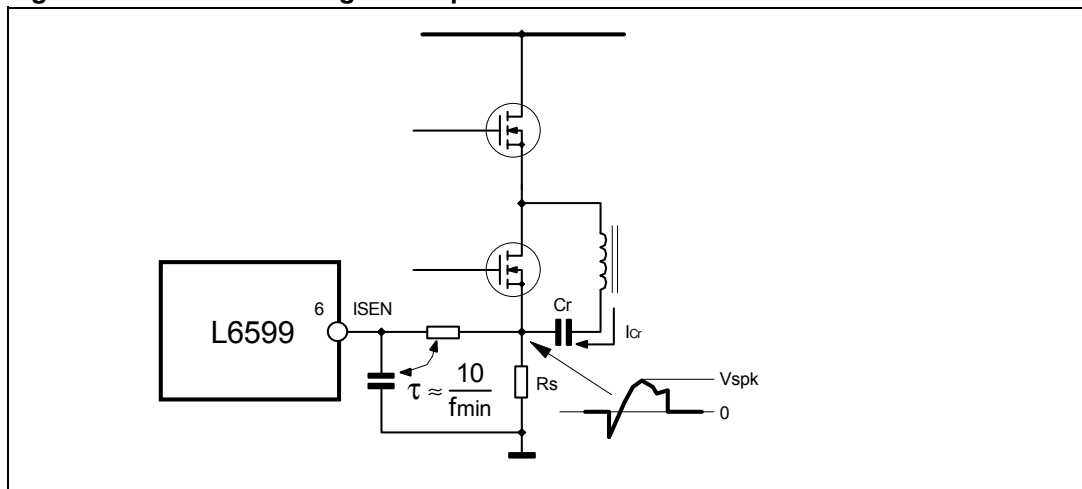 6 ISEN
L6599
Cr
ICr
τ ≈ 10
fmin
Rs
Vspk
0